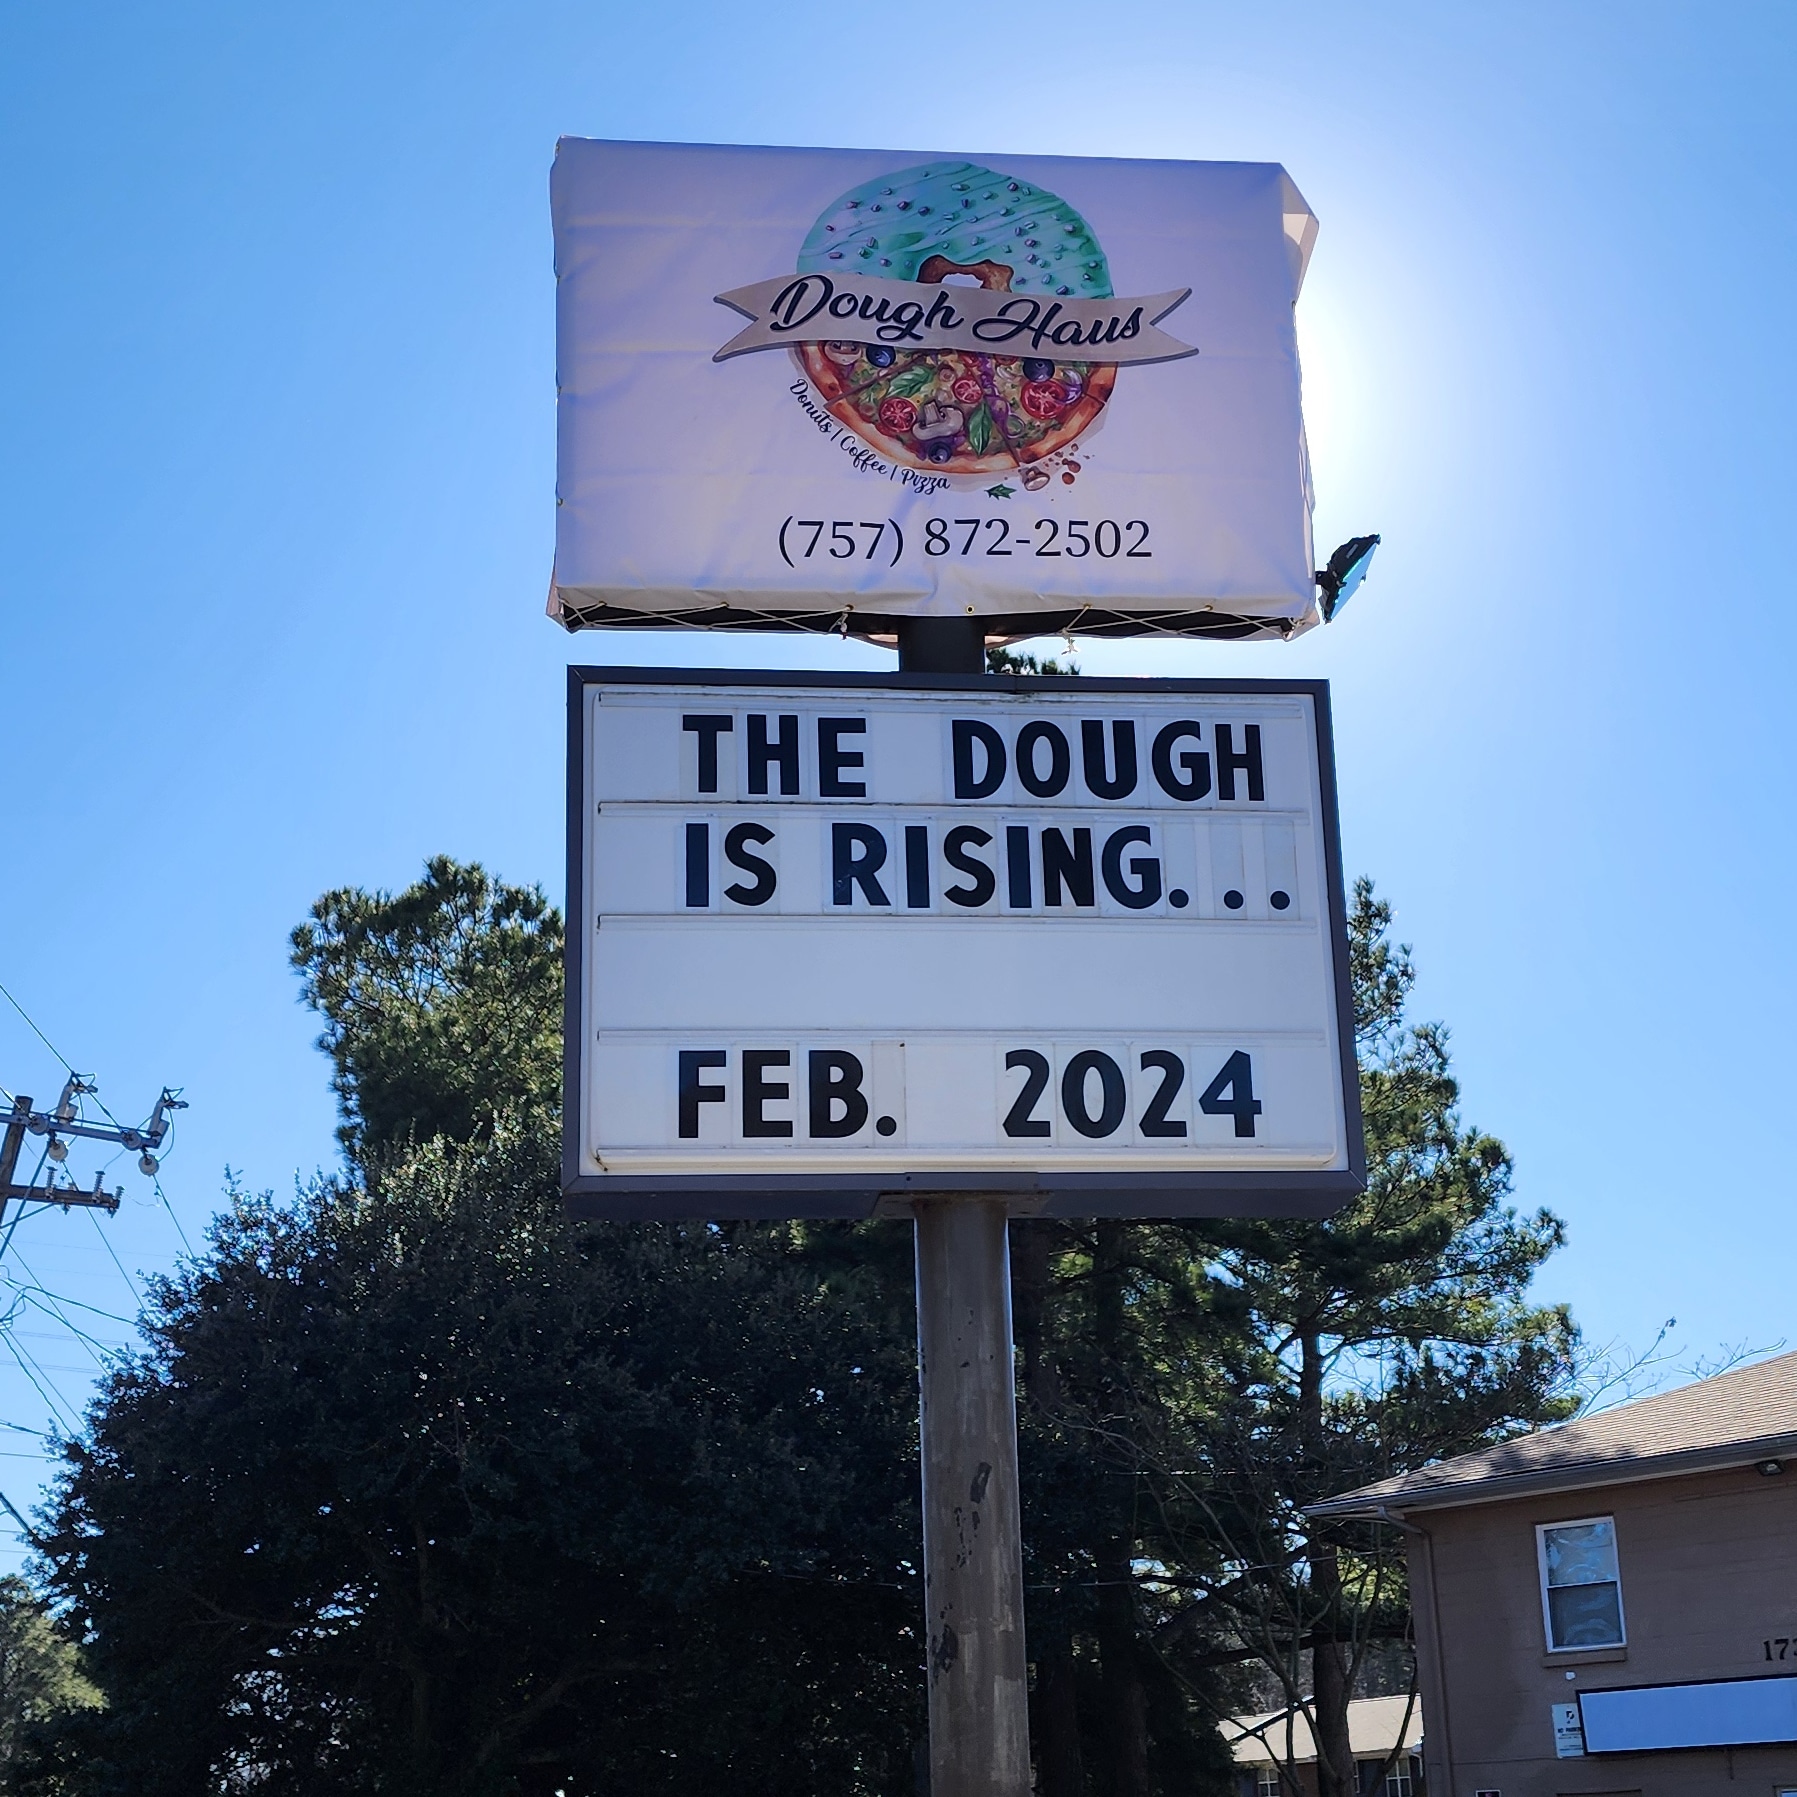 Dough Haus
Donuts | Coffee | Pizza
(757) 872-2502
THE DOUGH
IS RISING...
FEB. 2024